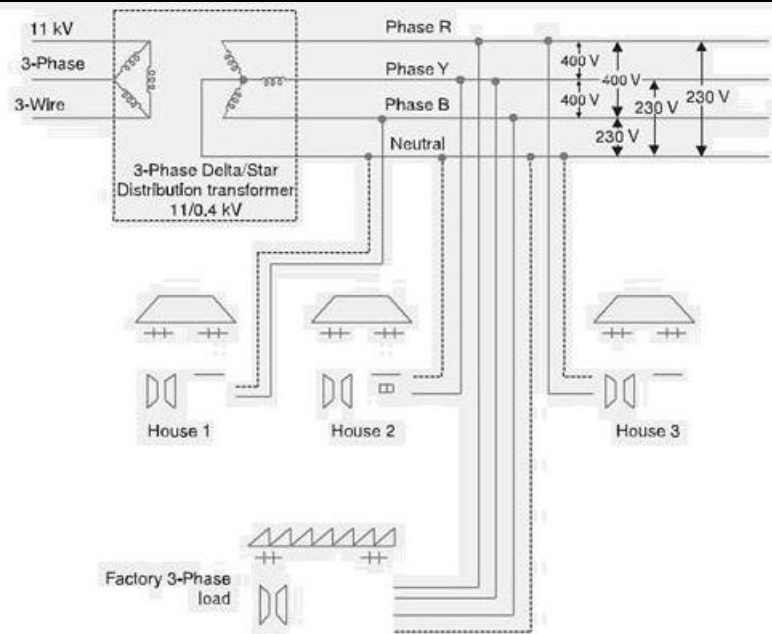 11 kV
3-Phase
3-Wire
3-Phase Delta/Star
Distribution transformer
11/0.4 kV
Phase R
Phase Y
Phase B
Neutral
400 V
400 V
400 V
230 V
230 V
230 V
House 1
House 2
House 3
Factory 3-Phase
load